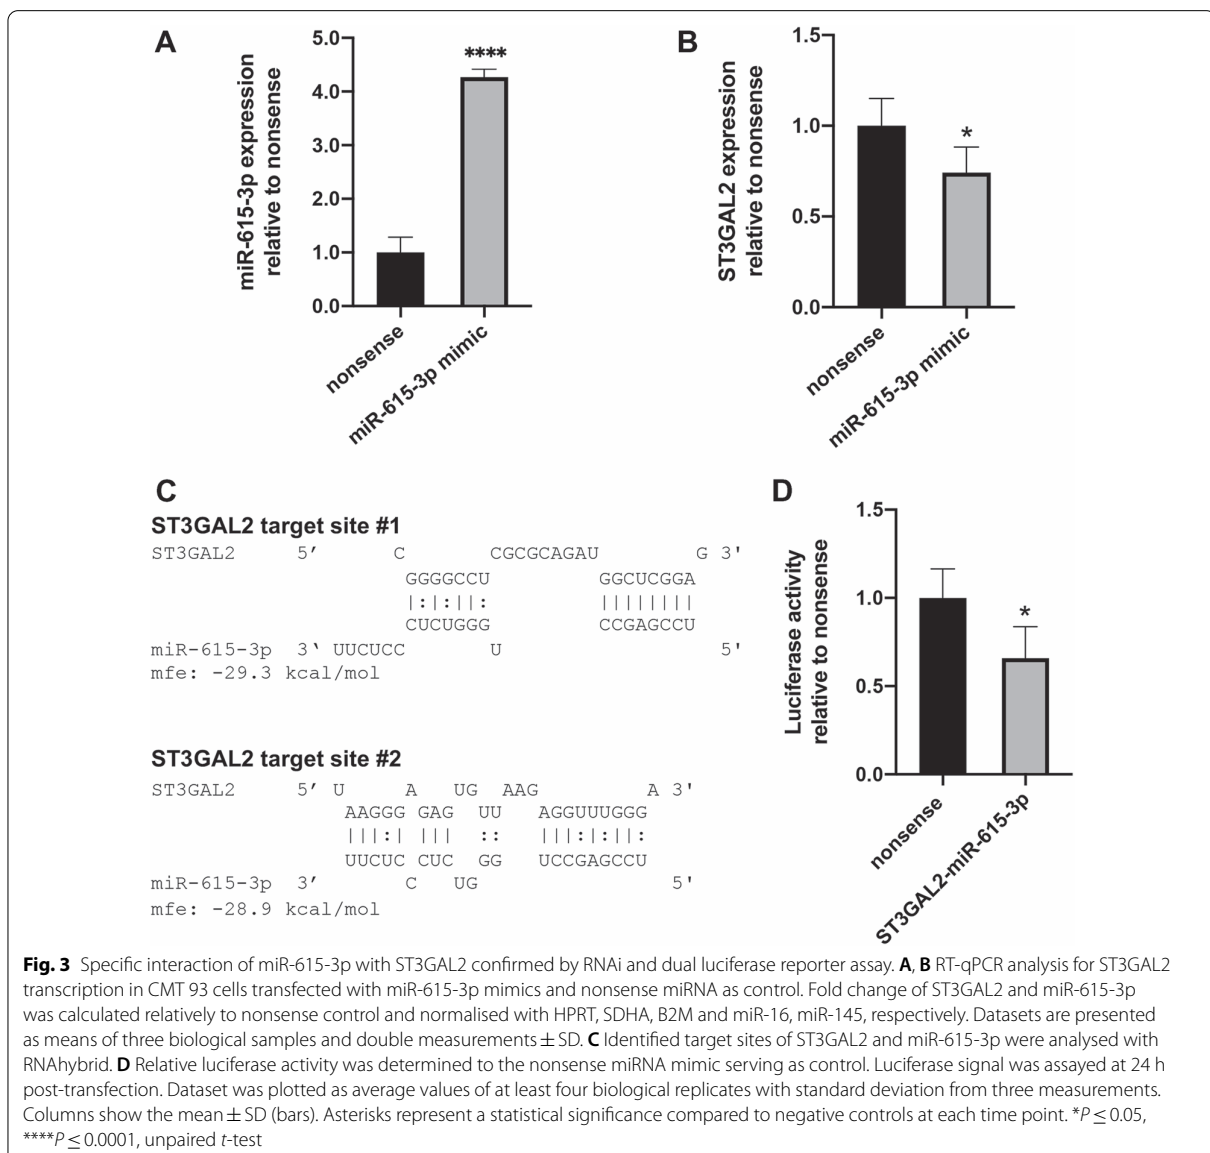 A
miR-615-3p expression
relative to nonsense
5.0
4.0
3.0
2.0
1.0
0.0
****
nonsense
miR-615-3p mimic
B
ST3GAL2 expression
relative to nonsense
1.5
1.0
0.5
0.0
*
nonsense
miR-615-3p mimic
C
ST3GAL2 target site #1
ST3GAL2 5′ C CGCGCAGAU G 3'
GGGGCCU GGCUCGGA
|:|:||: ||||||||
CUCUGGG CCGAGCCU
miR-615-3p 3‘ UUCUCC U 5'
mfe: -29.3 kcal/mol
ST3GAL2 target site #2
ST3GAL2 5′ U A UG AAG A 3'
AAGGG GAG UU AGGUUUGGG
|||:| ||| :: |||:|:||:
UUCUC CUC GG UCCGAGCCU
miR-615-3p 3′ C UG 5'
mfe: -28.9 kcal/mol
D
Luciferase activity
relative to nonsense
1.5
1.0
0.5
0.0
*
nonsense
ST3GAL2-miR-615-3p
Fig. 3 Specific interaction of miR-615-3p with ST3GAL2 confirmed by RNAi and dual luciferase reporter assay. A, B RT-qPCR analysis for ST3GAL2
transcription in CMT 93 cells transfected with miR-615-3p mimics and nonsense miRNA as control. Fold change of ST3GAL2 and miR-615-3p
was calculated relatively to nonsense control and normalised with HPRT, SDHA, B2M and miR-16, miR-145, respectively. Datasets are presented
as means of three biological samples and double measurements ± SD. C Identified target sites of ST3GAL2 and miR-615-3p were analysed with
RNAhybrid. D Relative luciferase activity was determined to the nonsense miRNA mimic serving as control. Luciferase signal was assayed at 24 h
post-transfection. Dataset was plotted as average values of at least four biological replicates with standard deviation from three measurements.
Columns show the mean ± SD (bars). Asterisks represent a statistical significance compared to negative controls at each time point. *P ≤ 0.05,
****P ≤ 0.0001, unpaired t-test